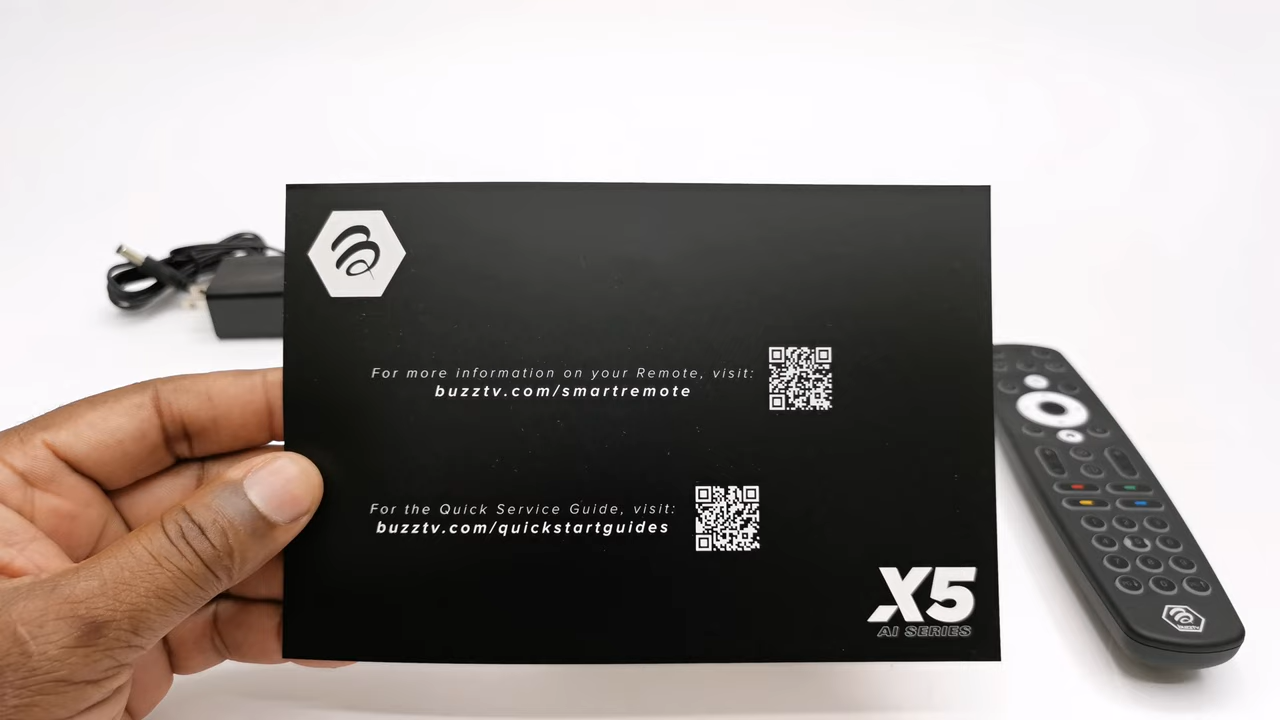 For more information on your Remote, visit:
buzztv.com/smartremote
For the Quick Service Guide, visit:
buzztv.com/quickstartguides
X5
AI SERIES
BUZZTV